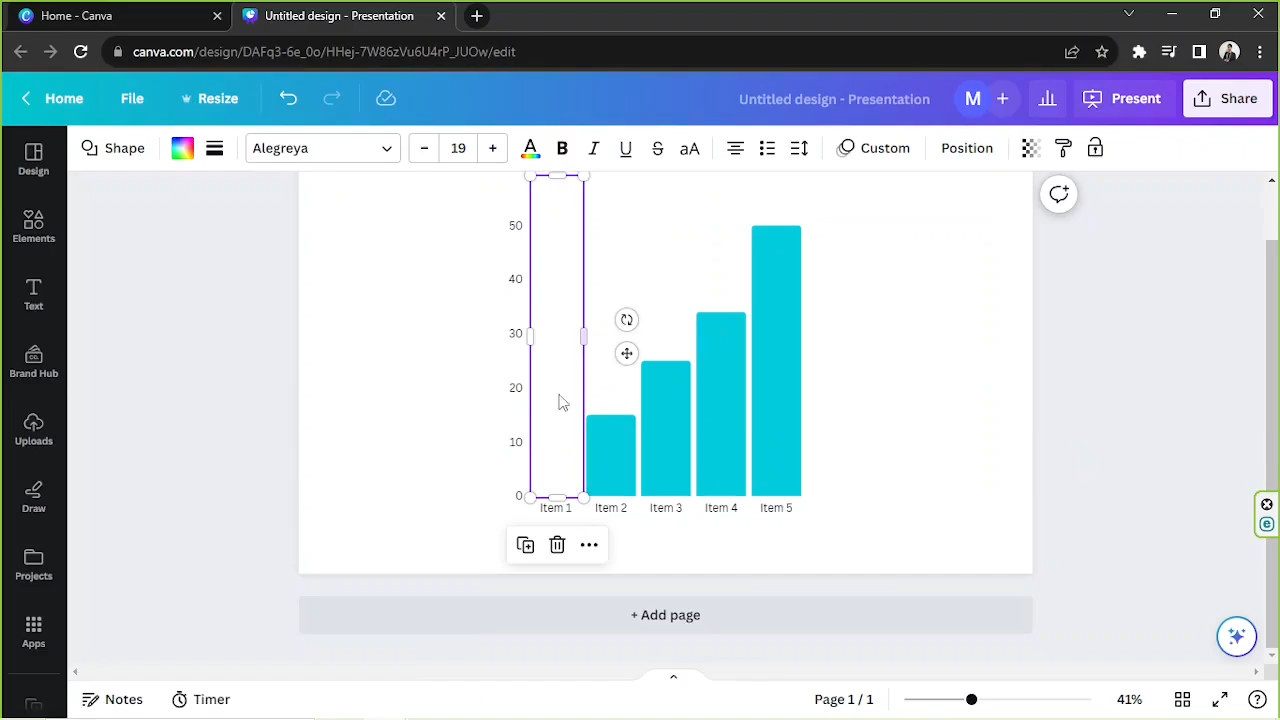 Home - Canva
Untitled design - Presentation
canva.com/design/DAFq3-6e_0o/HHej-7W86zVu6U4rP_JUOw/edit
Home
File
Resize
Untitled design - Presentation
M
Present
Share
Shape
Alegreya
19
A
B
I
U
S
aA
Custom
Position
Design
Elements
Text
CO.
Brand Hub
Uploads
Draw
Projects
Apps
50
40
30
20
10
0
Item 1
Item 2
Item 3
Item 4
Item 5
+ Add page
Notes
Timer
Page 1 / 1
41%